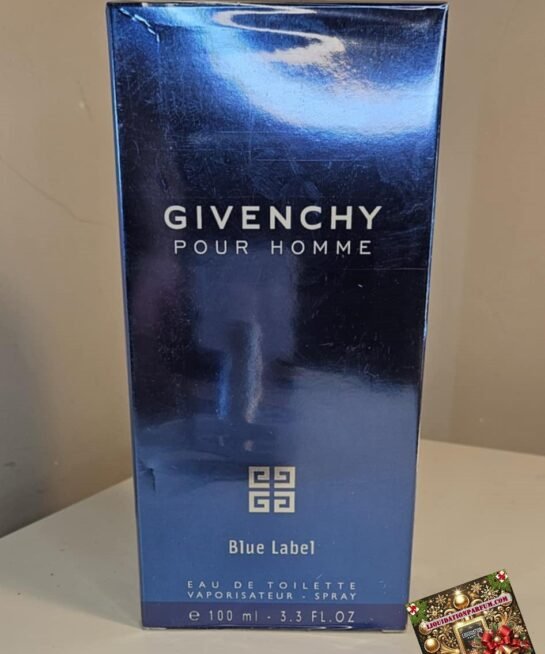 GIVENCHY
POUR HOMME
Blue Label
EAU DE TOILETTE
VAPORISATEUR - SPRAY
e 100 ml - 3.3 FL.OZ
LIQUIDATIONPARFUM.COM